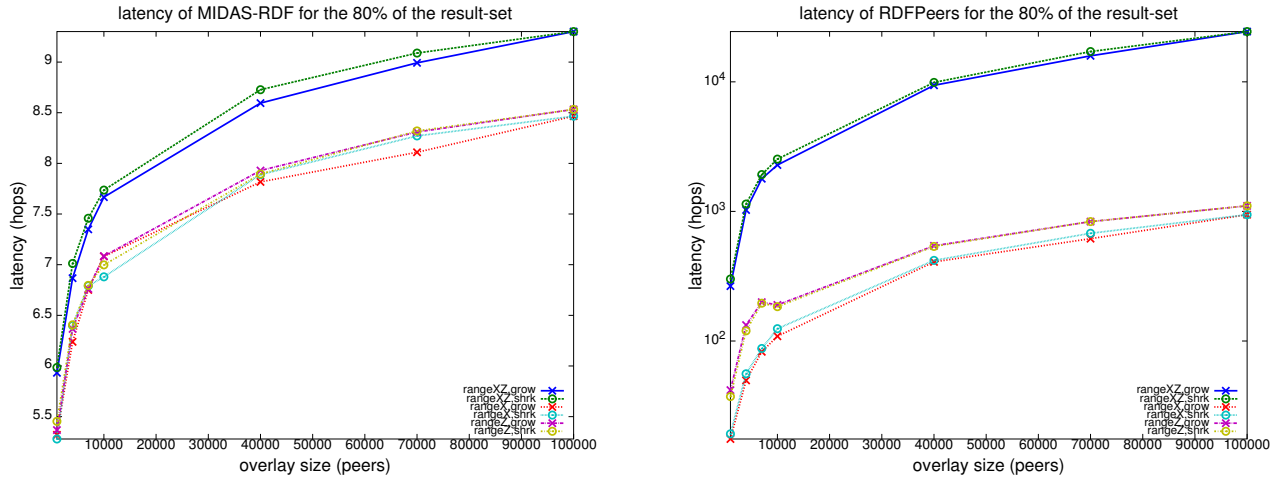 latency of MIDAS-RDF for the 80% of the result-set
9
8.5
8
7.5
7
6.5
6
5.5
latency (hops)
rangeXZ,grow
rangeXZ,shrk
rangeX,grow
rangeX,shrk
rangeZ,grow
rangeZ,shrk
10000 20000 30000 40000 50000 60000 70000 80000 90000 100000
overlay size (peers)
latency of RDFPeers for the 80% of the result-set
10^4
10^3
10^2
latency (hops)
rangeXZ,grow
rangeXZ,shrk
rangeX,grow
rangeX,shrk
rangeZ,grow
rangeZ,shrk
10000 20000 30000 40000 50000 60000 70000 80000 90000 100000
overlay size (peers)